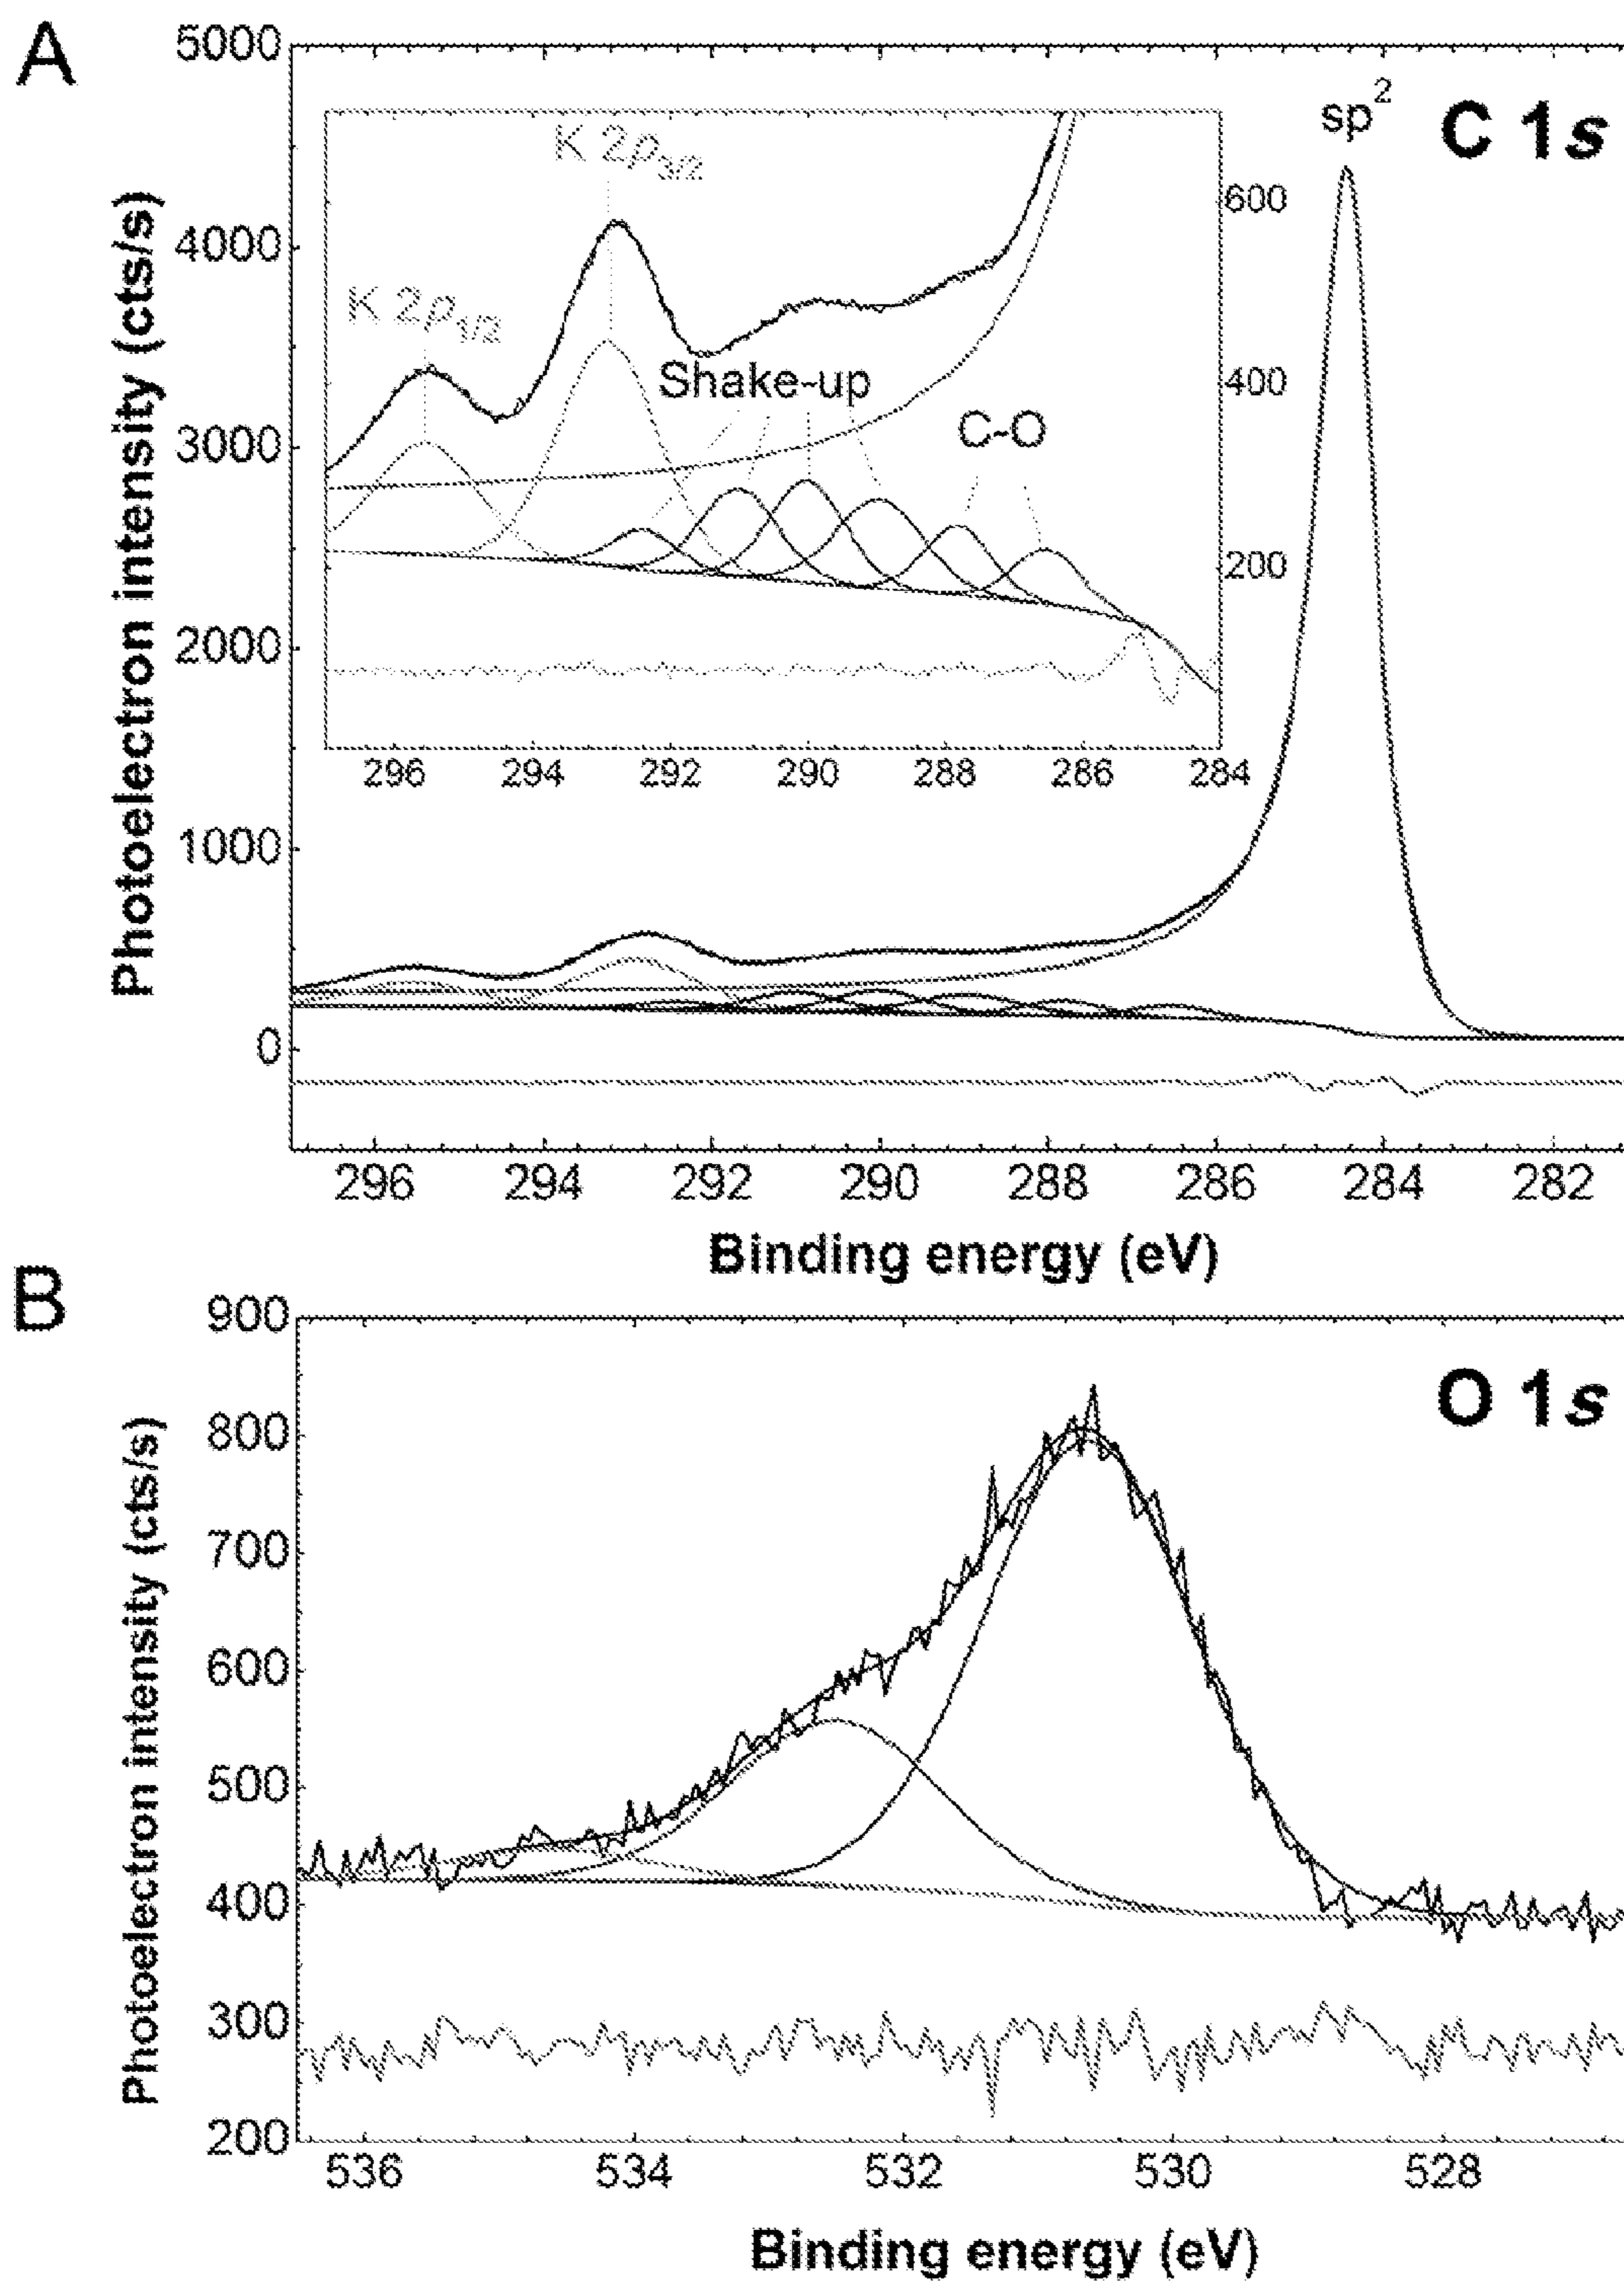 A
5000
sp²
C 1s
K 2p3/2
600
4000
K 2p1/2
Shake-up
400
C-O
3000
200
2000
296 294 292 290 288 286 284
1000
0
Photoelectron intensity (cts/s)
296 294 292 290 288 286 284 282
Binding energy (eV)
B
900
O 1s
800
700
600
500
400
300
200
Photoelectron intensity (cts/s)
536 534 532 530 528
Binding energy (eV)